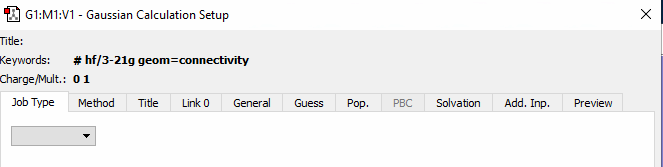 G1:M1:V1 - Gaussian Calculation Setup
Title:
Keywords: # hf/3-21g geom=connectivity
Charge/Mult.: 0 1
Job Type Method Title Link 0 General Guess Pop. PBC Solvation Add. Inp. Preview